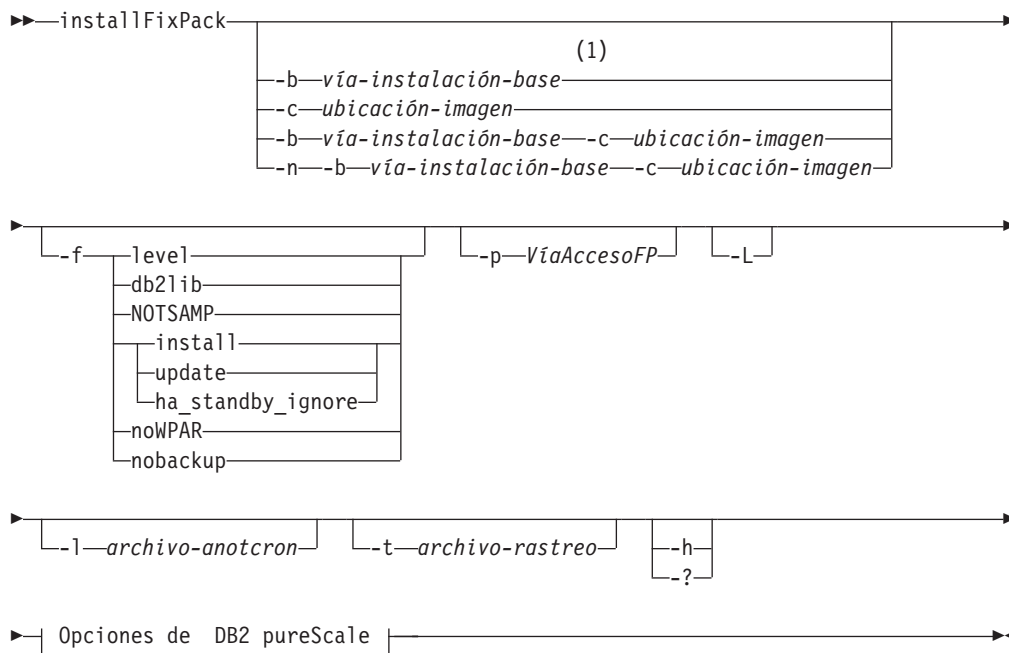 installFixPack
(1)
-b vía-instalación-base
-c ubicación-imagen
-b vía-instalación-base -c ubicación-imagen
-n -b vía-instalación-base -c ubicación-imagen
-f level -p VíaAccesoFP -L
db2lib
NOTSAMP
install
update
ha_standby_ignore
noWPAR
nobackup
-l archivo-anotcron -t archivo-rastreo -h
-?
Opciones de DB2 pureScale